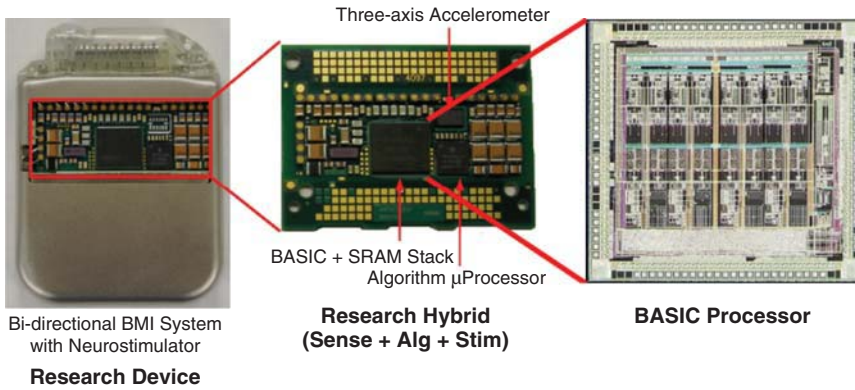 Three-axis Accelerometer
BASIC + SRAM Stack
Algorithm µProcessor
Bi-directional BMI System
with Neurostimulator
Research Device
Research Hybrid
(Sense + Alg + Stim)
BASIC Processor